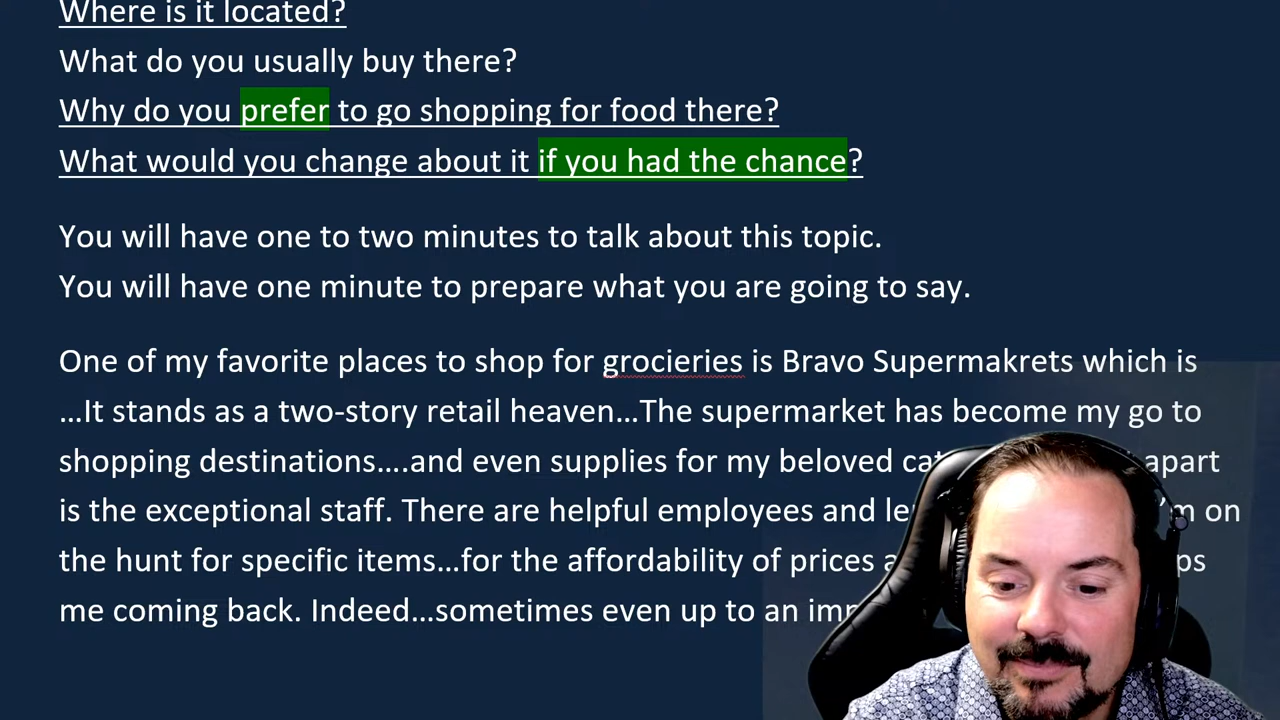 Where is it located?
What do you usually buy there?
Why do you prefer to go shopping for food there?
What would you change about it if you had the chance?
You will have one to two minutes to talk about this topic.
You will have one minute to prepare what you are going to say.
One of my favorite places to shop for grocieries is Bravo Supermakrets which is
…It stands as a two-story retail heaven…The supermarket has become my go to
shopping destinations….and even supplies for my beloved apart
is the exceptional staff. There are helpful employees and I'm on
the hunt for specific items…for the affordability of prices
me coming back. Indeed…sometimes even up to an